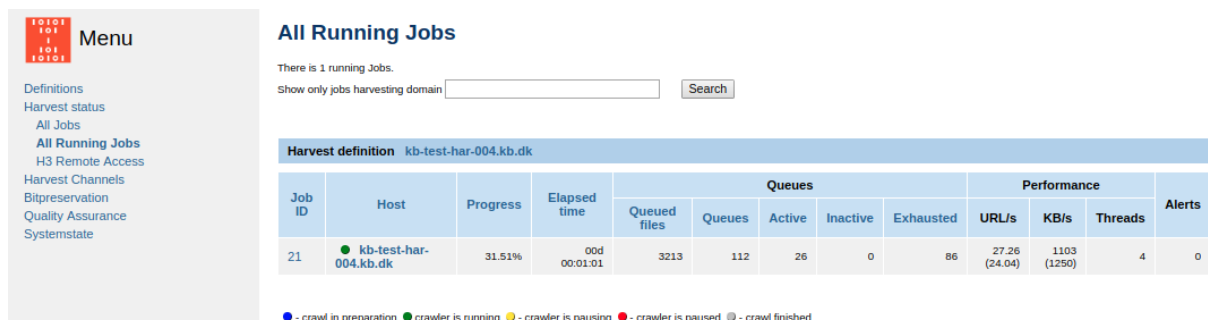 10101
101
1
101
10101
Menu
Definitions
Harvest status
All Jobs
All Running Jobs
H3 Remote Access
Harvest Channels
Bitpreservation
Quality Assurance
Systemstate
All Running Jobs
There is 1 running Jobs.
Show only jobs harvesting domain Search
Harvest definition kb-test-har-004.kb.dk
Job ID Host Progress Elapsed time Queues Performance Alerts
Queued files Queues Active Inactive Exhausted URL/s KB/s Threads
21 kb-test-har-004.kb.dk 31.51% 00d 00:01:01 3213 112 26 0 86 27.26 (24.04) 1103 (1250) 4 0
- crawl in preparation - crawler is running - crawler is pausing - crawler is paused - crawl finished